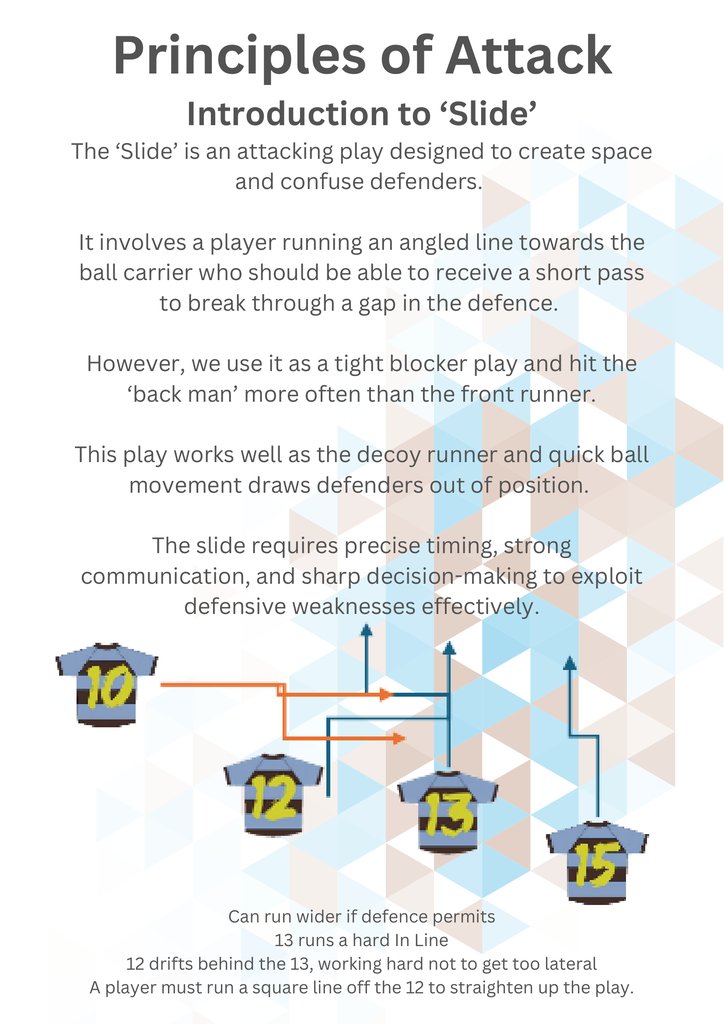 Principles of Attack
Introduction to ‘Slide’
The ‘Slide’ is an attacking play designed to create space
and confuse defenders.
It involves a player running an angled line towards the
ball carrier who should be able to receive a short pass
to break through a gap in the defence.
However, we use it as a tight blocker play and hit the
‘back man’ more often than the front runner.
This play works well as the decoy runner and quick ball
movement draws defenders out of position.
The slide requires precise timing, strong
communication, and sharp decision-making to exploit
defensive weaknesses effectively.
10
12
13
15
Can run wider if defence permits
13 runs a hard In Line
12 drifts behind the 13, working hard not to get too lateral
A player must run a square line off the 12 to straighten up the play.